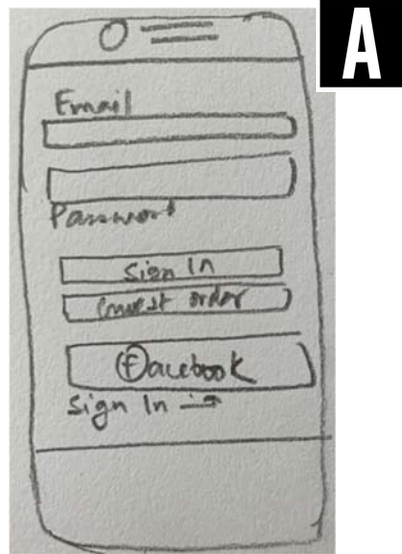 A
Email
Password
Sign In
Guest order
facebook
Sign In